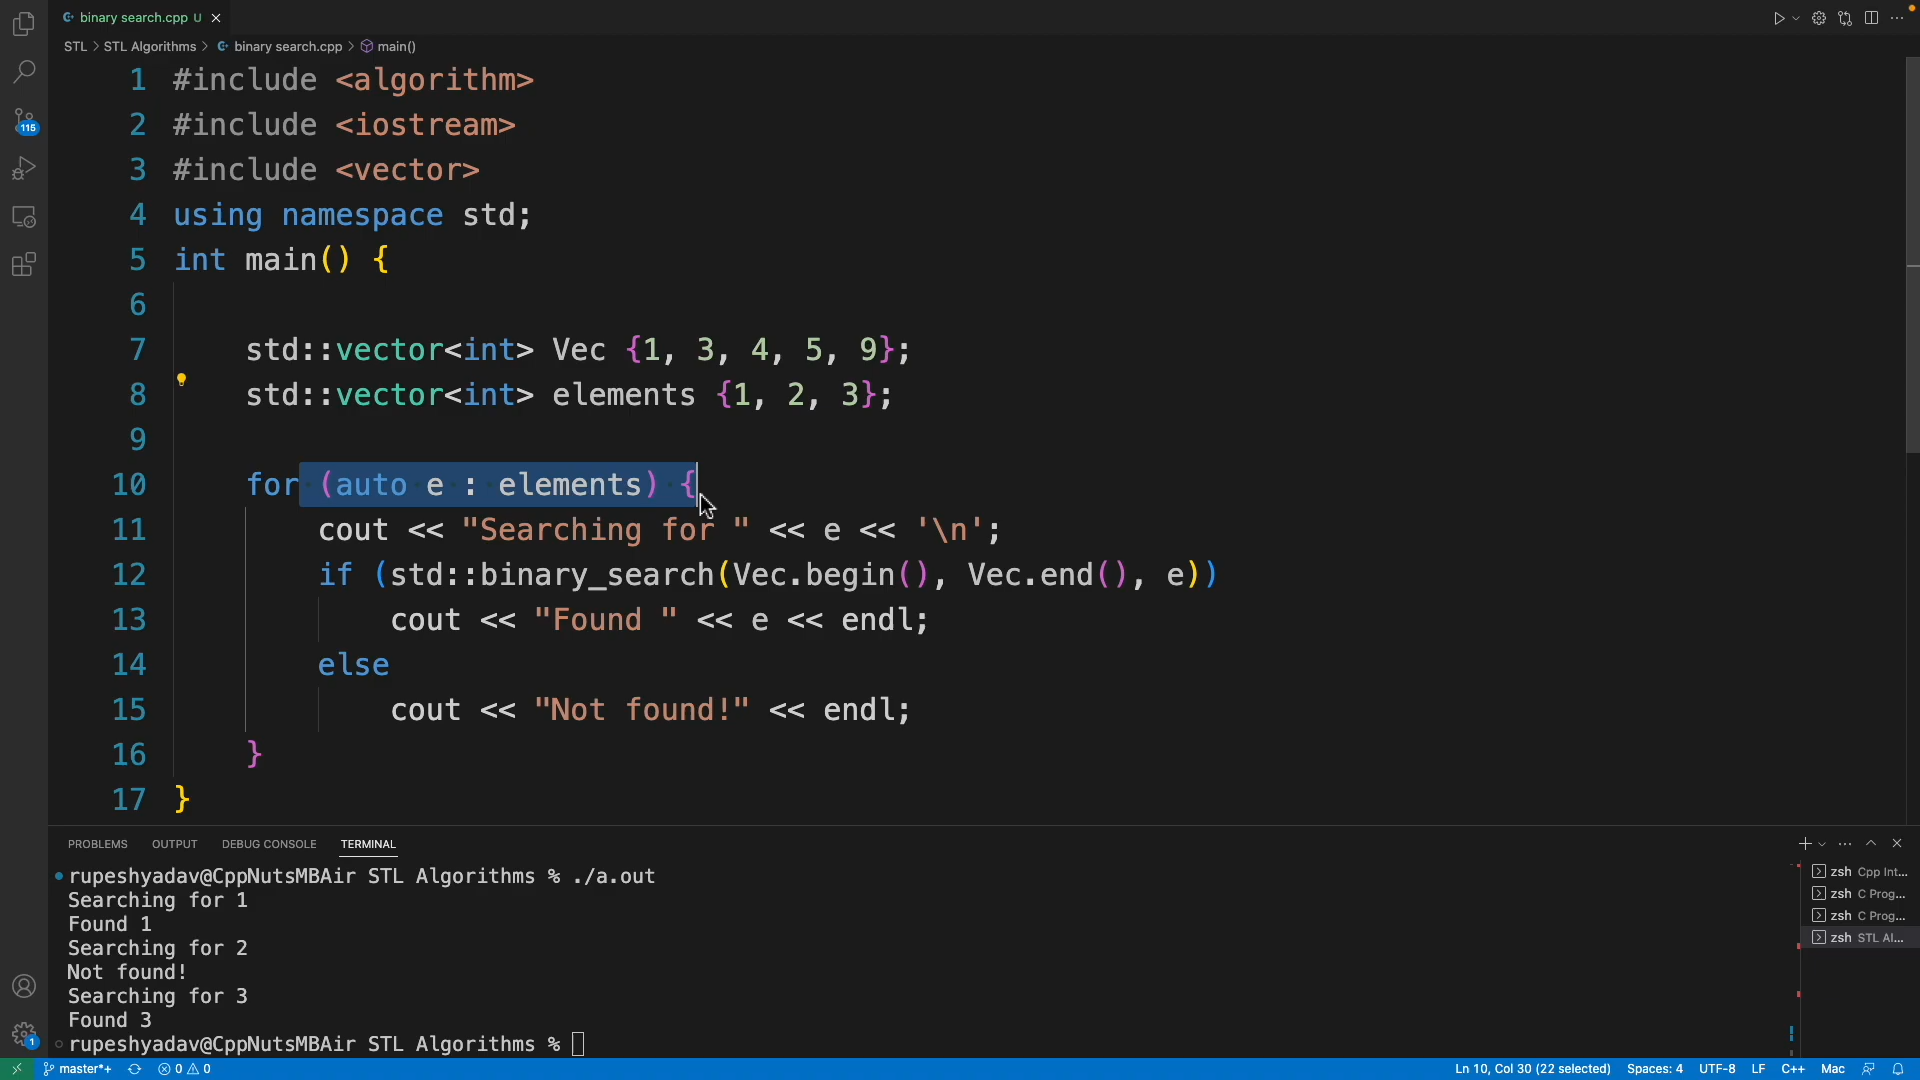 binary search.cpp U
STL > STL Algorithms > binary search.cpp > main()
1 #include <algorithm>
2 #include <iostream>
3 #include <vector>
4 using namespace std;
5 int main() {
6
7 std::vector<int> Vec {1, 3, 4, 5, 9};
8 std::vector<int> elements {1, 2, 3};
9
10 for (auto e : elements) {
11 cout << "Searching for " << e << '\n';
12 if (std::binary_search(Vec.begin(), Vec.end(), e))
13 cout << "Found " << e << endl;
14 else
15 cout << "Not found!" << endl;
16 }
17 }
115
1
PROBLEMS OUTPUT DEBUG CONSOLE TERMINAL
rupeshyadav@CppNutsMBAir STL Algorithms % ./a.out
Searching for 1
Found 1
Searching for 2
Not found!
Searching for 3
Found 3
rupeshyadav@CppNutsMBAir STL Algorithms %
zsh Cpp Int...
zsh C Prog...
zsh C Prog...
zsh STL Al...
master*+ 0 0 Ln 10, Col 30 (22 selected) Spaces: 4 UTF-8 LF C++ Mac